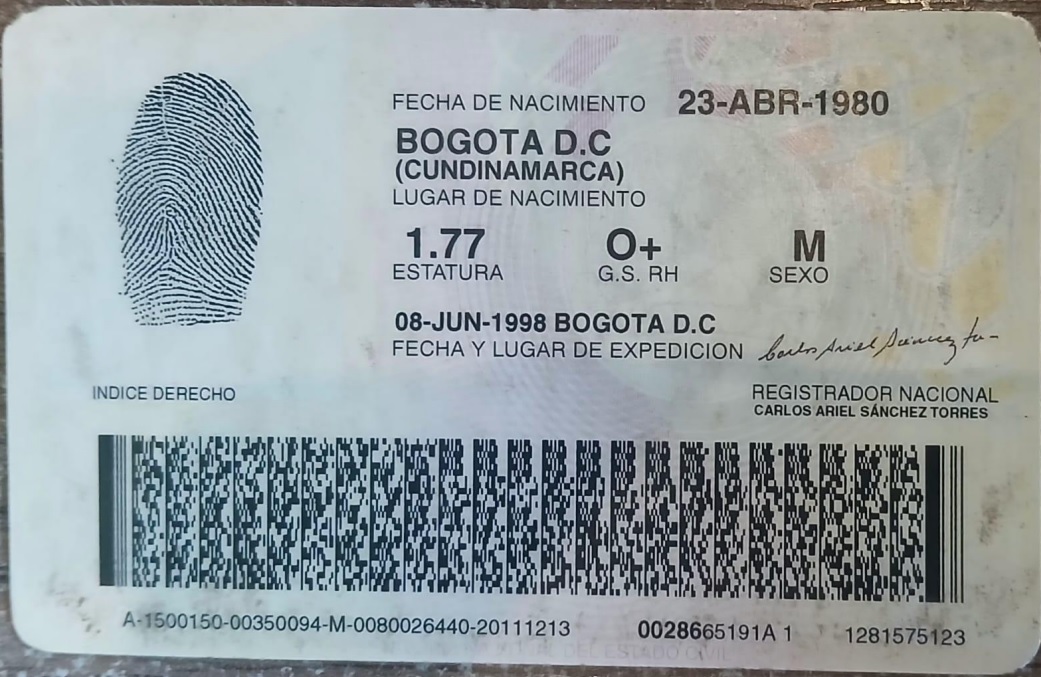 FECHA DE NACIMIENTO 23-ABR-1980
BOGOTA D.C
(CUNDINAMARCA)
LUGAR DE NACIMIENTO
1.77 O+ M
ESTATURA G.S. RH SEXO
08-JUN-1998 BOGOTA D.C
FECHA Y LUGAR DE EXPEDICION
INDICE DERECHO
REGISTRADOR NACIONAL
CARLOS ARIEL SÁNCHEZ TORRES
A-1500150-00350094-M-0080026440-20111213 0028665191A 1 1281575123